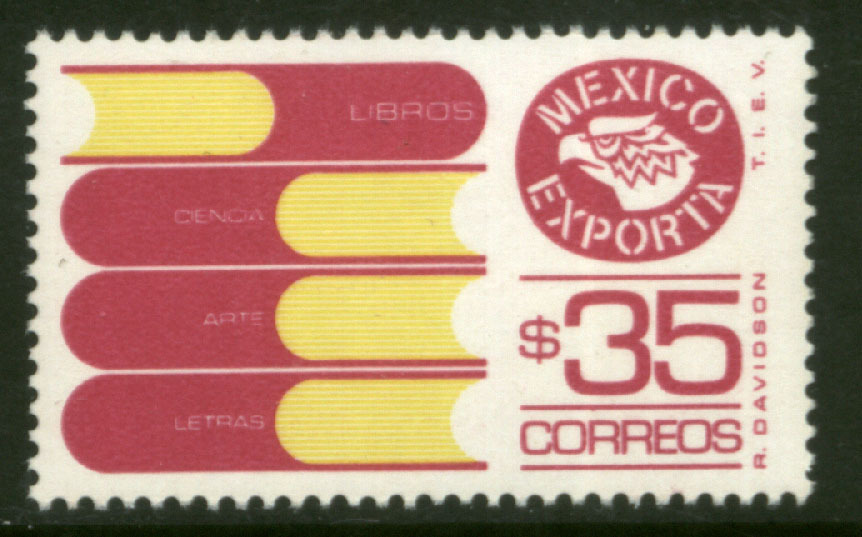 LIBROS
CIENCIA
ARTE
LETRAS
MEXICO
EXPORTA
$35
CORREOS
T. I. E. V.
R. DAVIDSON